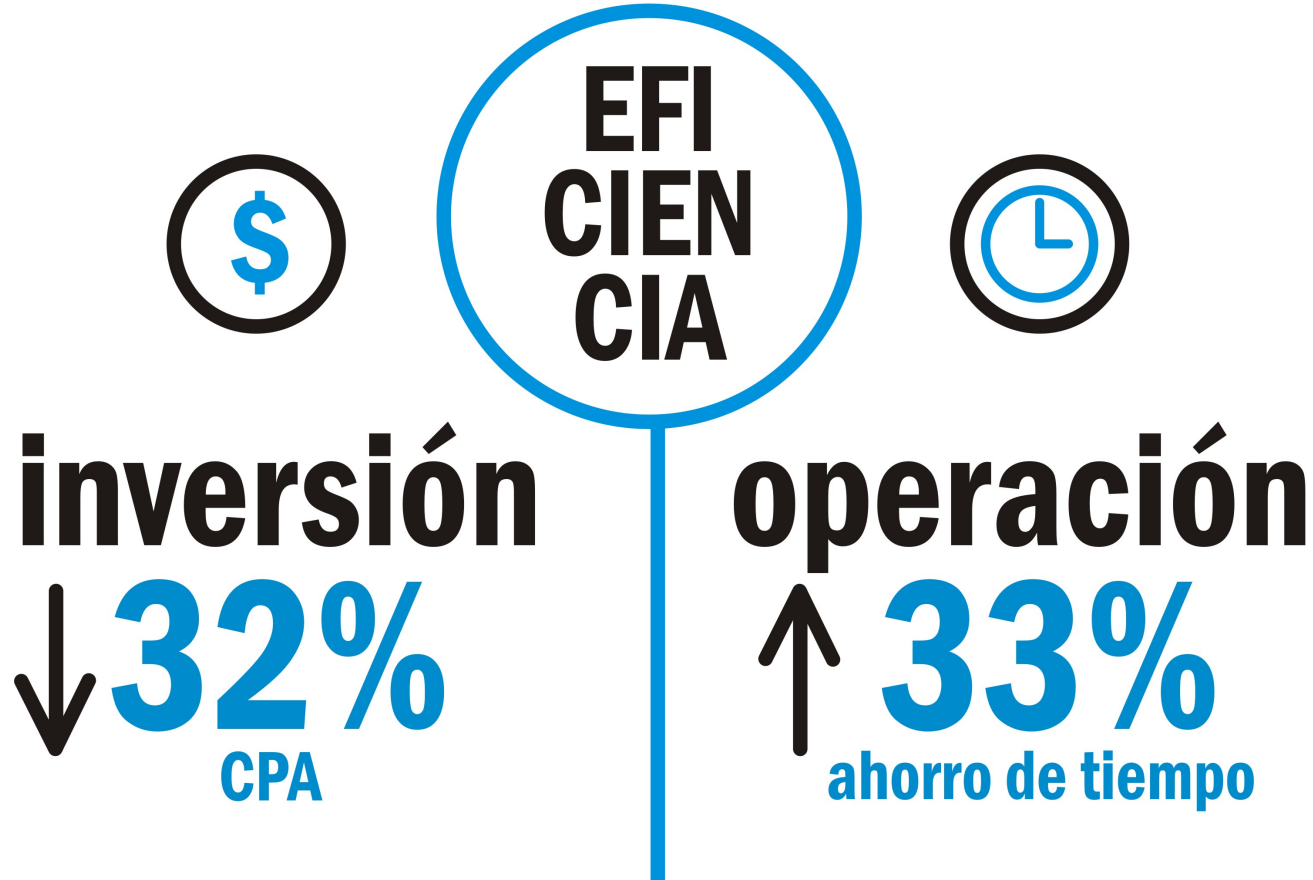 EFI
CIEN
CIA
$
inversión
32%
CPA
operación
33%
ahorro de tiempo